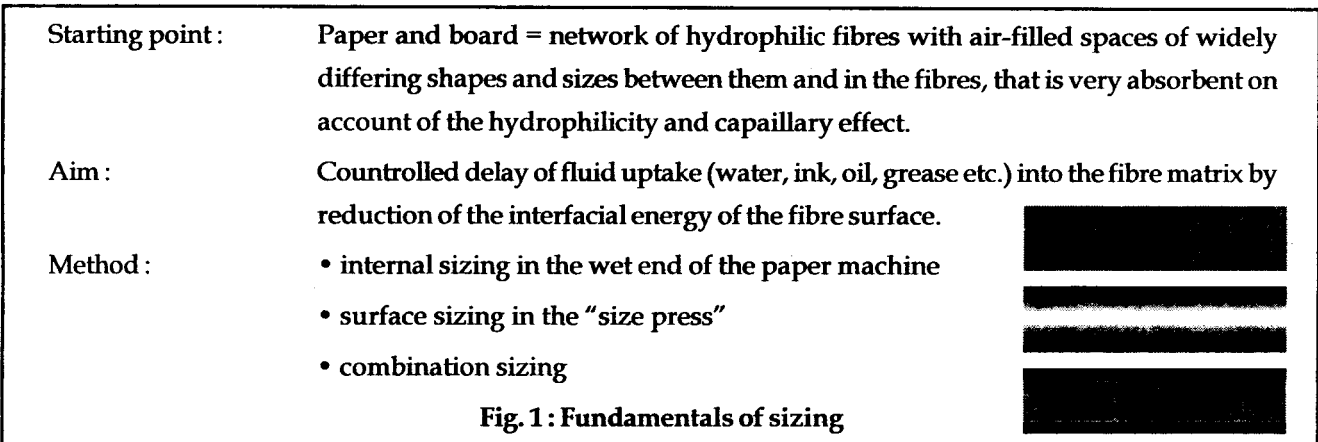 Starting point : Paper and board = network of hydrophilic fibres with air-filled spaces of widely
differing shapes and sizes between them and in the fibres, that is very absorbent on
account of the hydrophilicity and capaillary effect.
Aim : Countrolled delay of fluid uptake (water, ink, oil, grease etc.) into the fibre matrix by
reduction of the interfacial energy of the fibre surface.
Method : • internal sizing in the wet end of the paper machine
• surface sizing in the "size press"
• combination sizing
Fig. 1 : Fundamentals of sizing